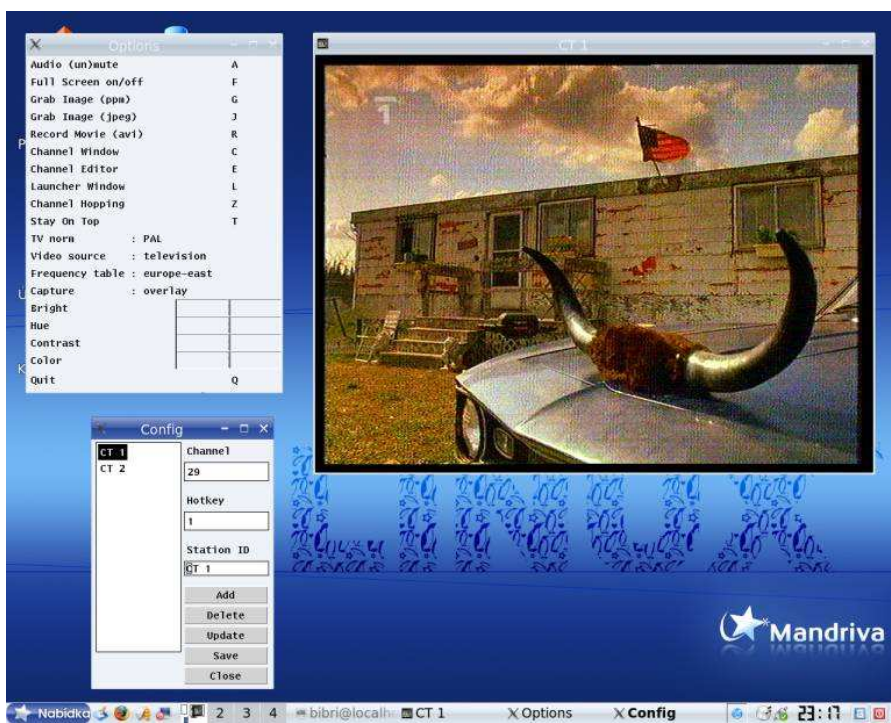 Options
Audio (un)mute A
Full Screen on/off F
Grab Image (ppm) G
Grab Image (jpeg) J
Record Movie (avi) R
Channel Window C
Channel Editor E
Launcher Window L
Channel Hopping Z
Stay On Top T
TV norm : PAL
Video source : television
Frequency table : europe-east
Capture : overlay
Bright
Hue
Contrast
Color
Quit Q
CT 1
1
Config
CT 1
CT 2
Channel
29
Hotkey
1
Station ID
CT 1
Add
Delete
Update
Save
Close
P
U
K
Mandriva
Nabídka 2 3 4 bibri@localh CT 1 Options Config 23:17